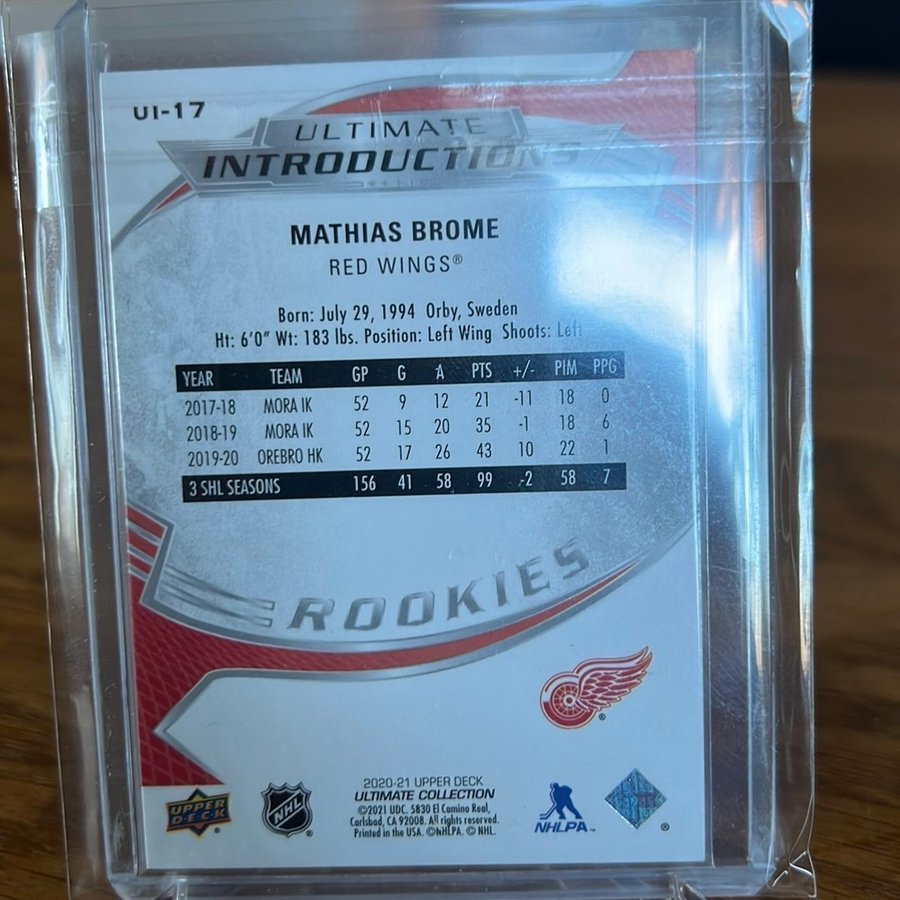 UI-17
ULTIMATE
INTRODUCTIONS
MATHIAS BROME
RED WINGS®
Born: July 29, 1994 Orby, Sweden
Ht: 6'0" Wt: 183 lbs. Position: Left Wing Shoots: Left
YEAR TEAM GP G A PTS +/- PIM PPG
2017-18 MORA IK 52 9 12 21 -11 18 0
2018-19 MORA IK 52 15 20 35 -1 18 6
2019-20 OREBRO HK 52 17 26 43 10 22 1
3 SHL SEASONS 156 41 58 99 -2 58 7
ROOKIES
®
UPPER DECK ®
NHL ®
2020-21 UPPER DECK
ULTIMATE COLLECTION
©2021 UDC. 5830 El Camino Real,
Carlsbad, CA 92008. All rights reserved.
Printed in the USA. ©NHLPA. © NHL.
NHLPA™
®